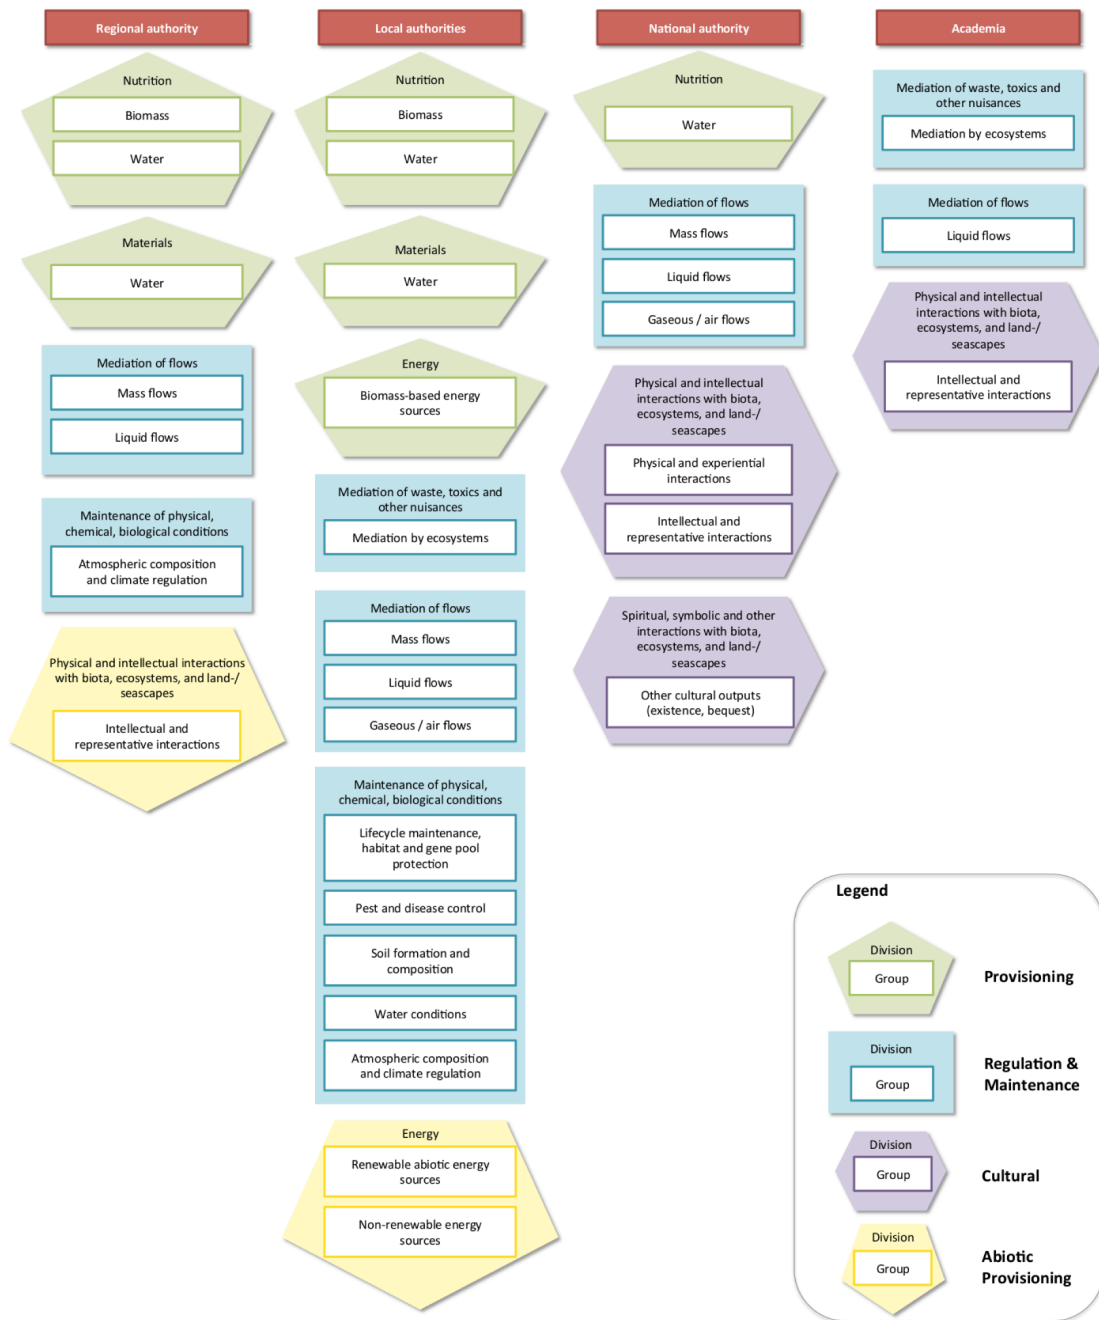 Regional authority
Nutrition
Biomass
Water
Materials
Water
Mediation of flows
Mass flows
Liquid flows
Maintenance of physical,
chemical, biological conditions
Atmospheric composition
and climate regulation
Physical and intellectual interactions
with biota, ecosystems, and land-/
seascapes
Intellectual and
representative interactions
Local authorities
Nutrition
Biomass
Water
Materials
Water
Energy
Biomass-based energy
sources
Mediation of waste, toxics and
other nuisances
Mediation by ecosystems
Mediation of flows
Mass flows
Liquid flows
Gaseous / air flows
Maintenance of physical,
chemical, biological conditions
Lifecycle maintenance,
habitat and gene pool
protection
Pest and disease control
Soil formation and
composition
Water conditions
Atmospheric composition
and climate regulation
Energy
Renewable abiotic energy
sources
Non-renewable energy
sources
National authority
Nutrition
Water
Mediation of flows
Mass flows
Liquid flows
Gaseous / air flows
Physical and intellectual
interactions with biota,
ecosystems, and land-/
seascapes
Physical and experiential
interactions
Intellectual and
representative interactions
Spiritual, symbolic and other
interactions with biota,
ecosystems, and land-/
seascapes
Other cultural outputs
(existence, bequest)
Academia
Mediation of waste, toxics and
other nuisances
Mediation by ecosystems
Mediation of flows
Liquid flows
Physical and intellectual
interactions with biota,
ecosystems, and land-/
seascapes
Intellectual and
representative interactions
Legend
Division
Group
Provisioning
Division
Group
Regulation &
Maintenance
Division
Group
Cultural
Division
Group
Abiotic
Provisioning